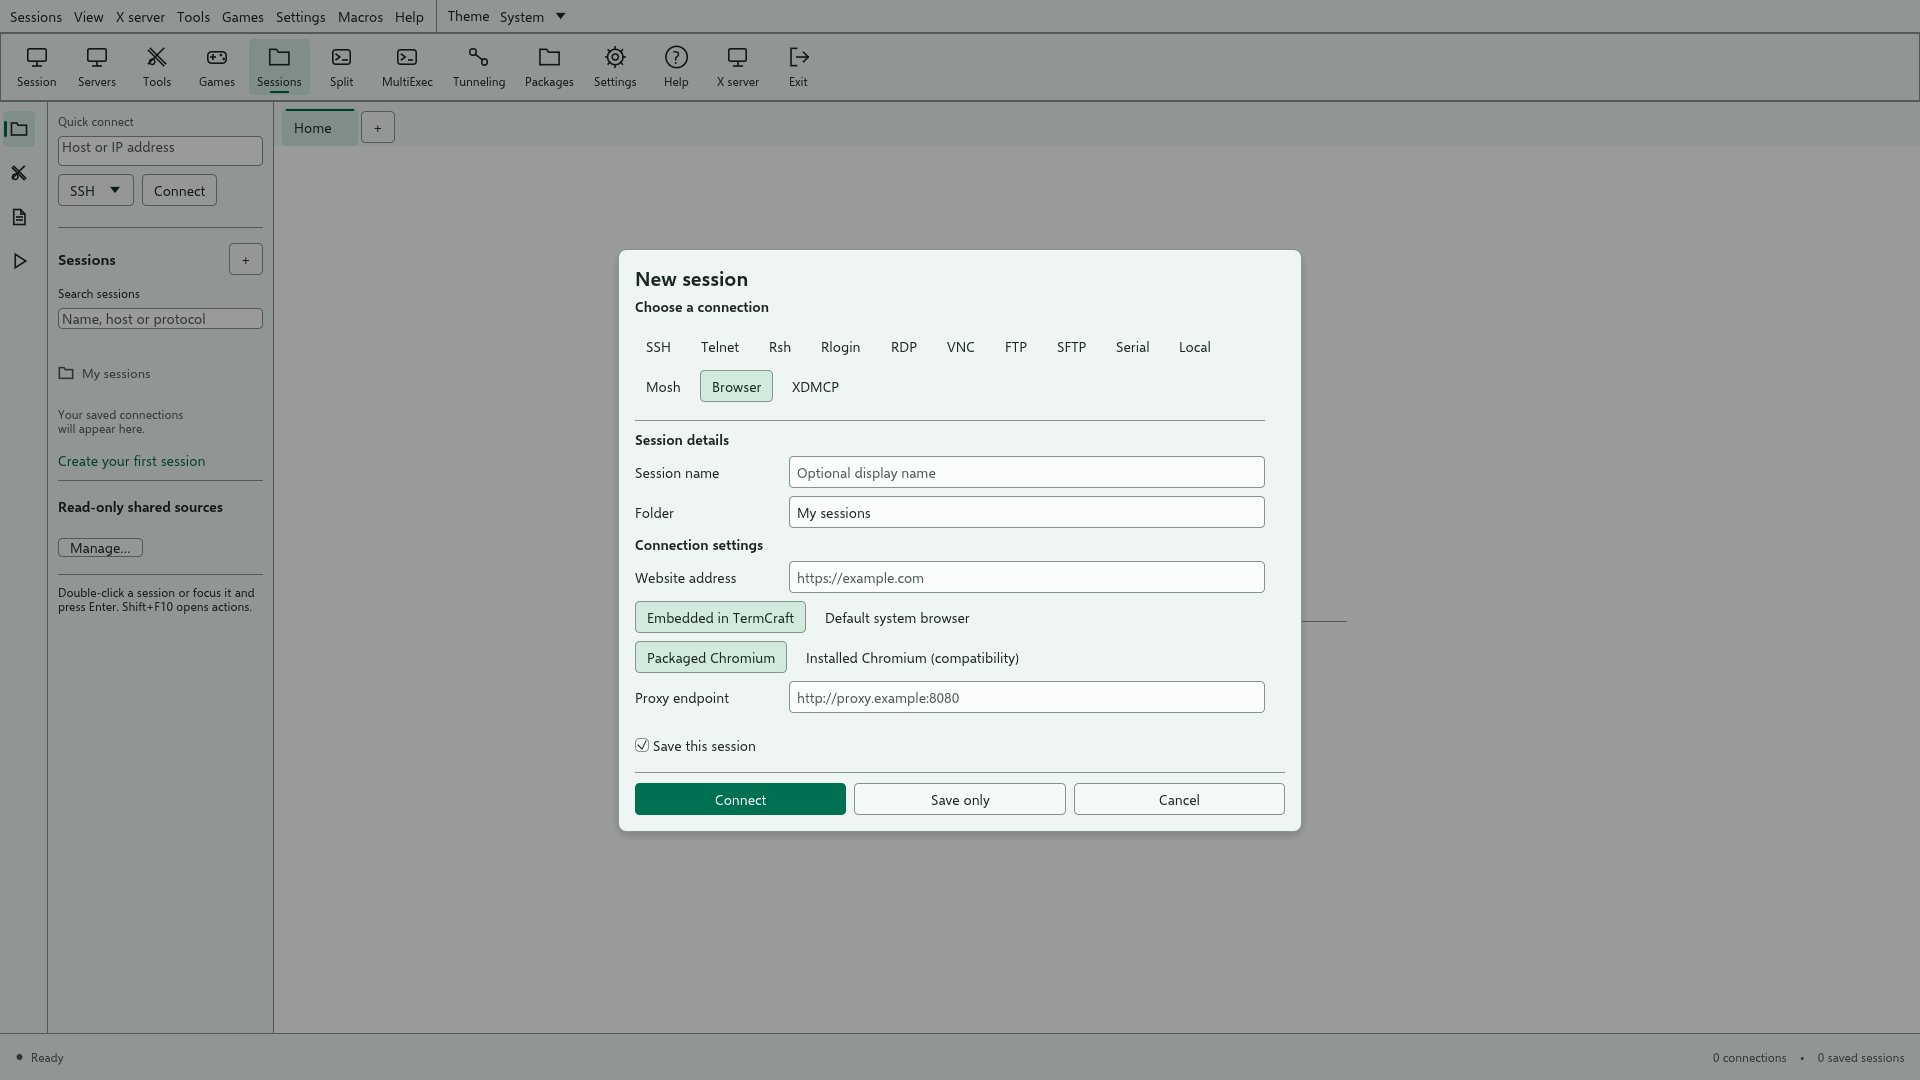 Sessions View X server Tools Games Settings Macros Help Theme System
Session Servers Tools Games Sessions Split MultiExec Tunneling Packages Settings Help X server Exit
Quick connect
Host or IP address
SSH Connect
Sessions +
Search sessions
Name, host or protocol
My sessions
Your saved connections
will appear here.
Create your first session
Read-only shared sources
Manage...
Double-click a session or focus it and
press Enter. Shift+F10 opens actions.
Home +
New session
Choose a connection
SSH Telnet Rsh Rlogin RDP VNC FTP SFTP Serial Local
Mosh Browser XDMCP
Session details
Session name Optional display name
Folder My sessions
Connection settings
Website address https://example.com
Embedded in TermCraft Default system browser
Packaged Chromium Installed Chromium (compatibility)
Proxy endpoint http://proxy.example:8080
Save this session
Connect Save only Cancel
Ready 0 connections • 0 saved sessions